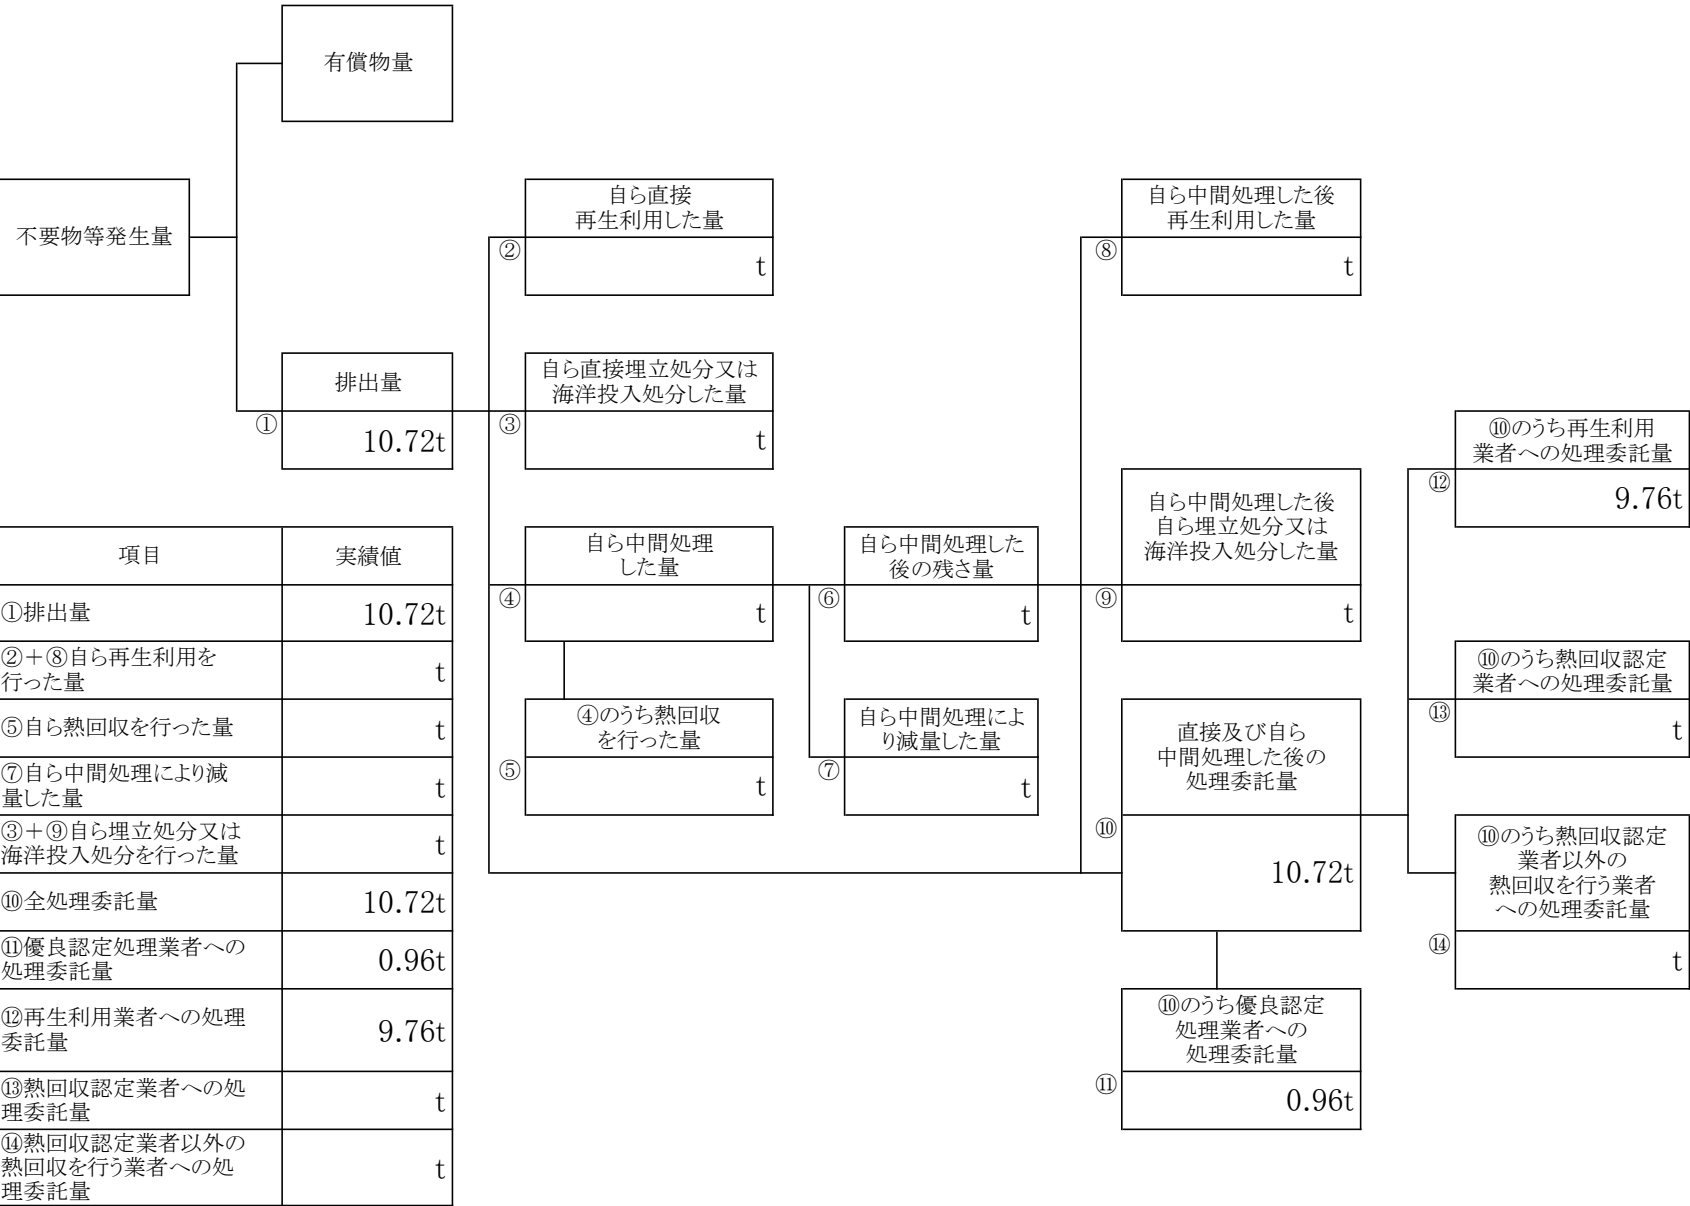 有償物量
不要物等発生量
排出量
①
10.72t
自ら直接
再生利用した量
②
t
自ら直接埋立処分又は
海洋投入処分した量
③
t
自ら中間処理
した量
④
t
④のうち熱回収
を行った量
⑤
t
自ら中間処理した
後の残さ量
⑥
t
自ら中間処理によ
り減量した量
⑦
t
自ら中間処理した後
再生利用した量
⑧
t
自ら中間処理した後
自ら埋立処分又は
海洋投入処分した量
⑨
t
直接及び自ら
中間処理した後の
処理委託量
⑩
10.72t
⑩のうち優良認定
処理業者への
処理委託量
⑪
0.96t
⑩のうち再生利用
業者への処理委託量
⑫
9.76t
⑩のうち熱回収認定
業者への処理委託量
⑬
t
⑩のうち熱回収認定
業者以外の
熱回収を行う業者
への処理委託量
⑭
t
項目
実績値
①排出量
10.72t
②＋⑧自ら再生利用を
行った量
t
⑤自ら熱回収を行った量
t
⑦自ら中間処理により減
量した量
t
③＋⑨自ら埋立処分又は
海洋投入処分を行った量
t
⑩全処理委託量
10.72t
⑪優良認定処理業者への
処理委託量
0.96t
⑫再生利用業者への処理
委託量
9.76t
⑬熱回収認定業者への処
理委託量
t
⑭熱回収認定業者以外の
熱回収を行う業者への処
理委託量
t